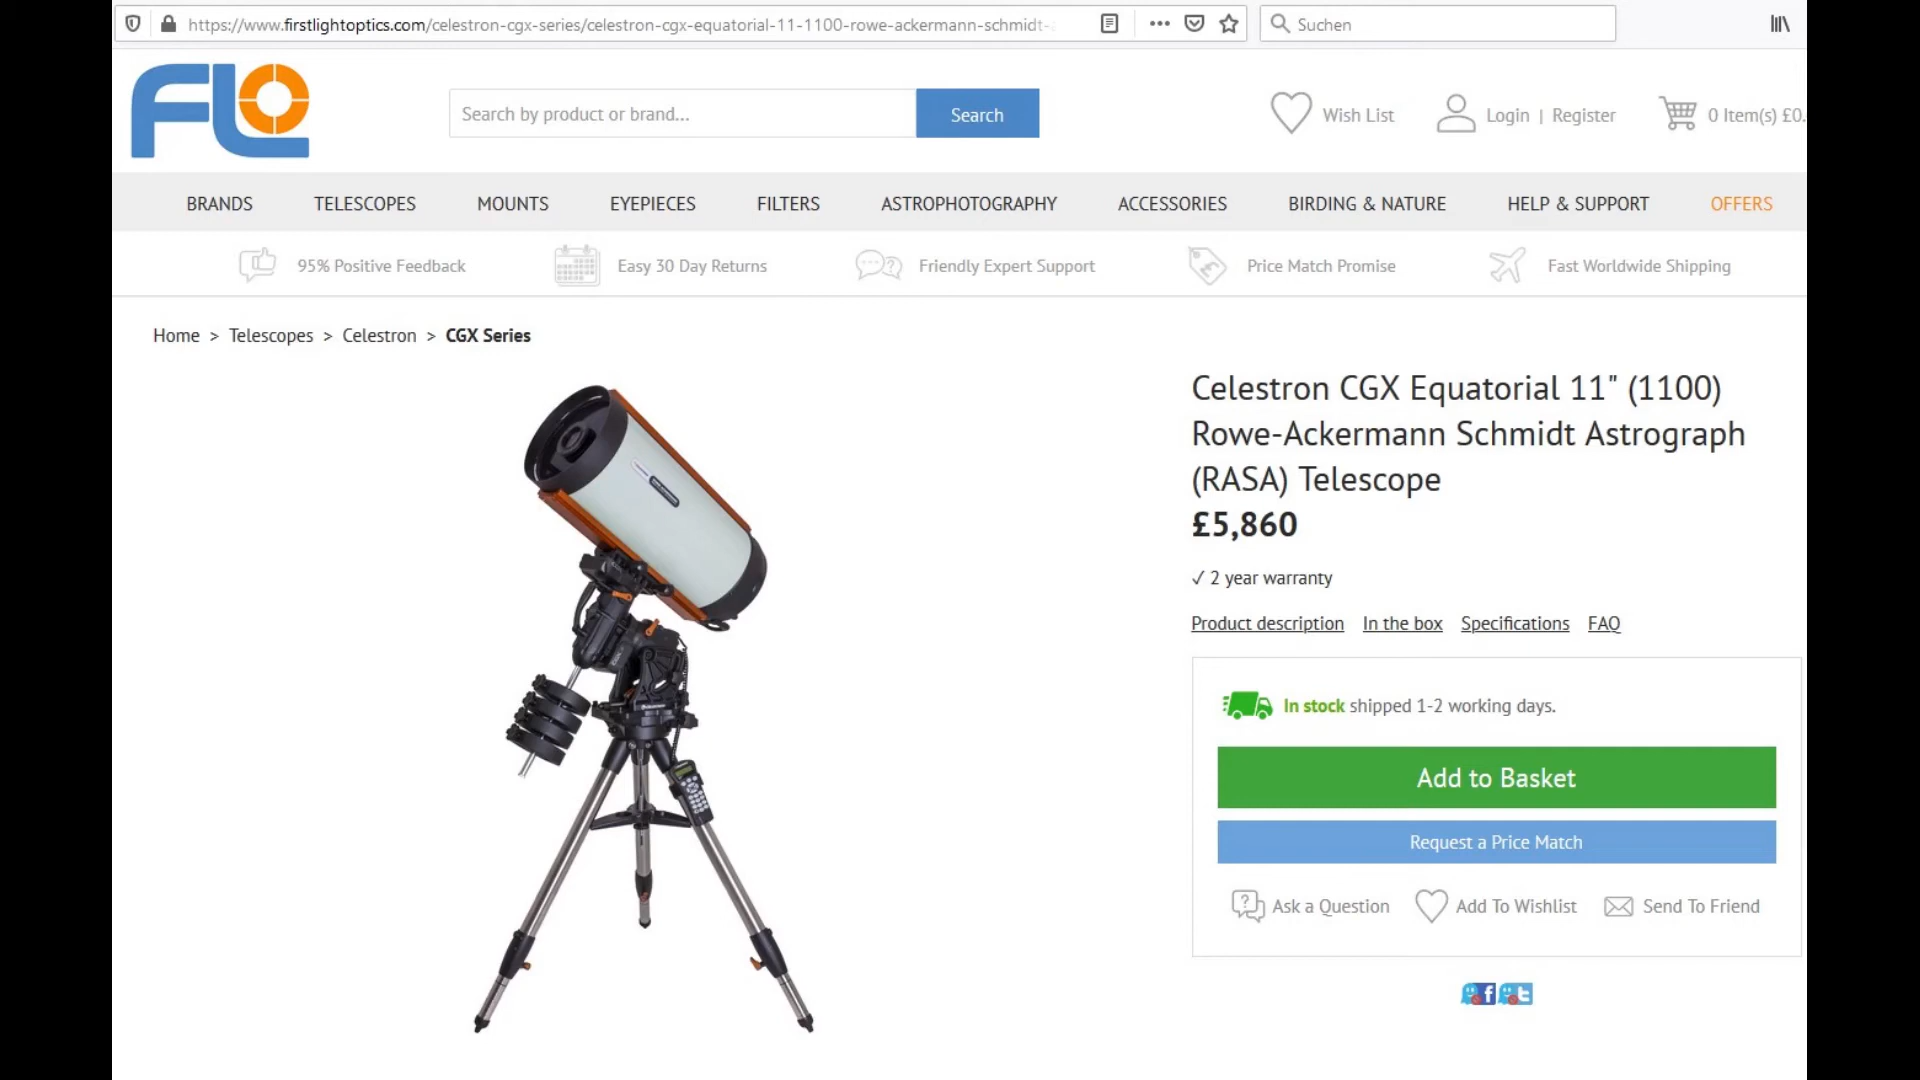 https://www.firstlightoptics.com/celestron-cgx-series/celestron-cgx-equatorial-11-1100-rowe-ackermann-schmidt-
Suchen
FLO
Search by product or brand...
Search
Wish List
Login | Register
0 Item(s) £0.
BRANDS TELESCOPES MOUNTS EYEPIECES FILTERS ASTROPHOTOGRAPHY ACCESSORIES BIRDING & NATURE HELP & SUPPORT OFFERS
95% Positive Feedback Easy 30 Day Returns Friendly Expert Support Price Match Promise Fast Worldwide Shipping
Home > Telescopes > Celestron > CGX Series
Celestron CGX Equatorial 11" (1100)
Rowe-Ackermann Schmidt Astrograph
(RASA) Telescope
£5,860
✓ 2 year warranty
Product description In the box Specifications FAQ
In stock shipped 1-2 working days.
Add to Basket
Request a Price Match
Ask a Question Add To Wishlist Send To Friend